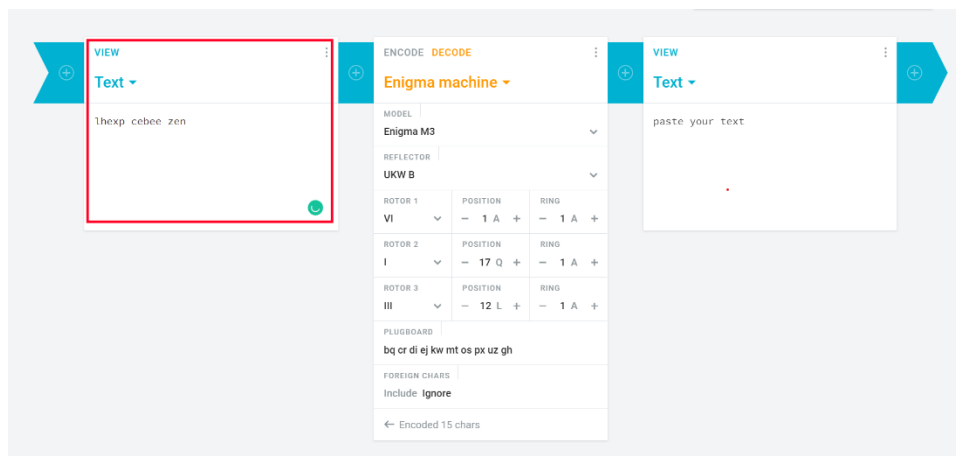 VIEW
Text
lhexp cebee zen
ENCODE DECODE
Enigma machine
MODEL
Enigma M3
REFLECTOR
UKW B
ROTOR 1 POSITION RING
VI − 1 A + − 1 A +
ROTOR 2 POSITION RING
I − 17 Q + − 1 A +
ROTOR 3 POSITION RING
III − 12 L + − 1 A +
PLUGBOARD
bq cr di ej kw mt os px uz gh
FOREIGN CHARS
Include Ignore
← Encoded 15 chars
VIEW
Text
paste your text